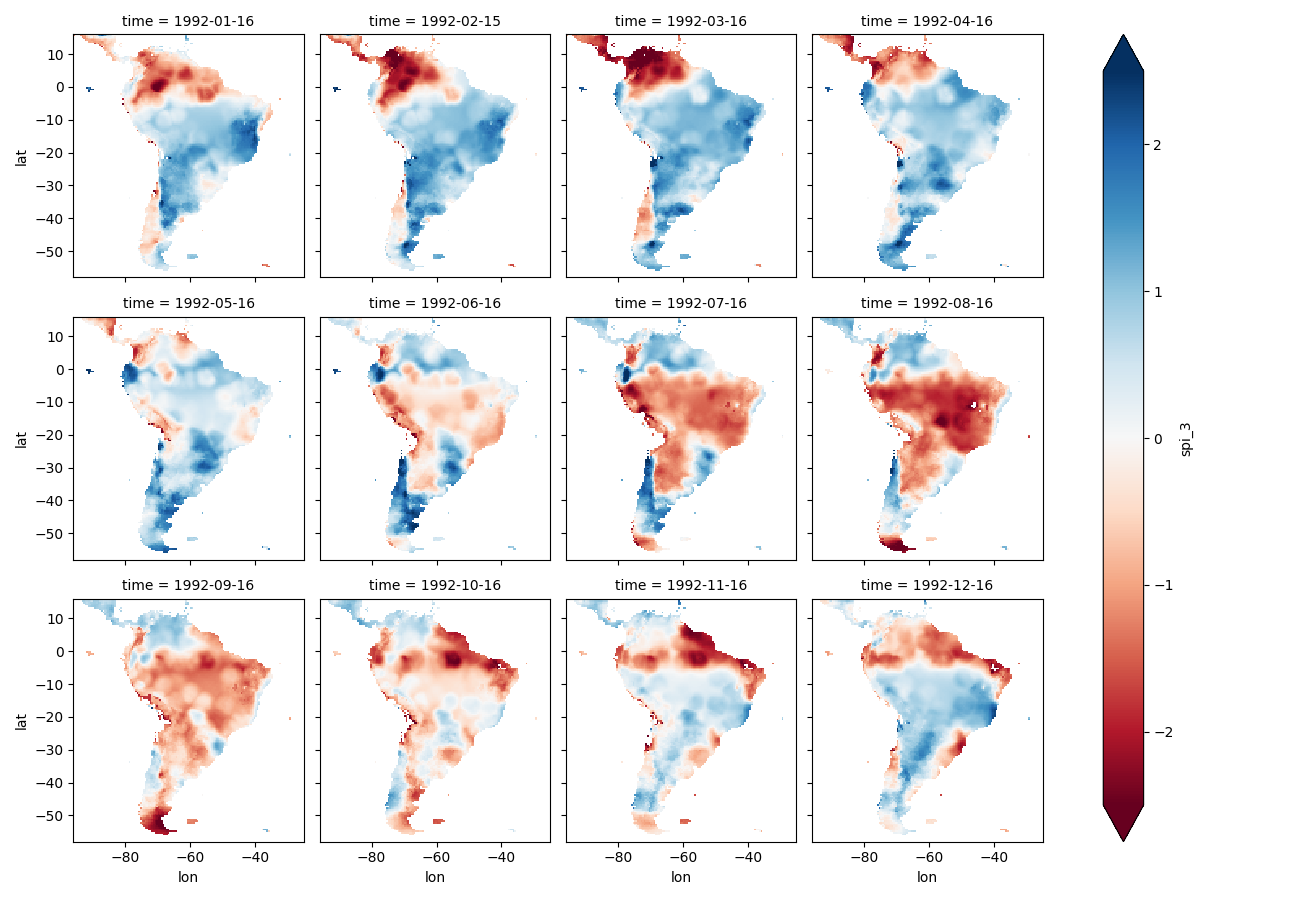 time = 1992-01-16
time = 1992-02-15
time = 1992-03-16
time = 1992-04-16
10
0
−10
−20
−30
−40
−50
lat
2
1
0
−1
−2
spi_3
time = 1992-05-16
time = 1992-06-16
time = 1992-07-16
time = 1992-08-16
10
0
−10
−20
−30
−40
−50
lat
time = 1992-09-16
time = 1992-10-16
time = 1992-11-16
time = 1992-12-16
10
0
−10
−20
−30
−40
−50
lat
−80 −60 −40
−80 −60 −40
−80 −60 −40
−80 −60 −40
lon
lon
lon
lon